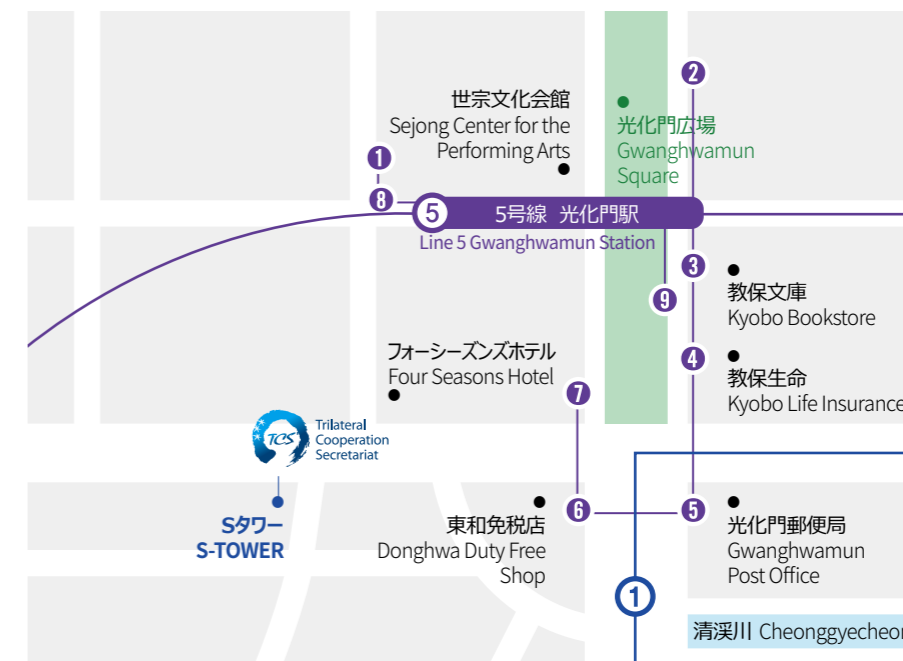 2
世宗文化会館
Sejong Center for the
Performing Arts
光化門広場
Gwanghwamun
Square
1
8
5
5号線 光化門駅
Line 5 Gwanghwamun Station
3
教保文庫
Kyobo Bookstore
9
フォーシーズンズホテル
Four Seasons Hotel
4
教保生命
Kyobo Life Insurance
7
TCS
Trilateral
Cooperation
Secretariat
Sタワー
S-TOWER
東和免税店
Donghwa Duty Free
Shop
6
5
光化門郵便局
Gwanghwamun
Post Office
1
清渓川 Cheonggyecheon